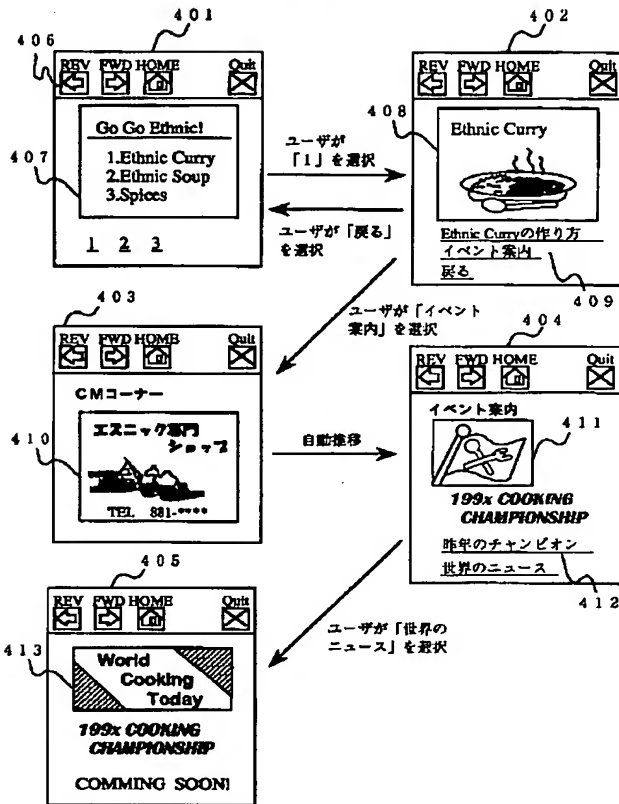 401
406
REV FWD HOME Quit
Go Go Ethnic!
1.Ethnic Curry
2.Ethnic Soup
3.Spices
407
1 2 3
ユーザが
「1」を選択
ユーザが「戻る」
を選択
402
REV FWD HOME Quit
408
Ethnic Curry
Ethnic Curryの作り方
イベント案内
戻る
409
ユーザが「イベント
案内」を選択
403
REV FWD HOME Quit
CMコーナー
410
エスニック専門
ショップ
TEL 881-****
自動推移
404
REV FWD HOME Quit
イベント案内
411
199x COOKING
CHAMPIONSHIP
昨年のチャンピオン
世界のニュース
412
ユーザが「世界の
ニュース」を選択
405
REV FWD HOME Quit
413
World
Cooking
Today
199x COOKING
CHAMPIONSHIP
COMMING SOON!